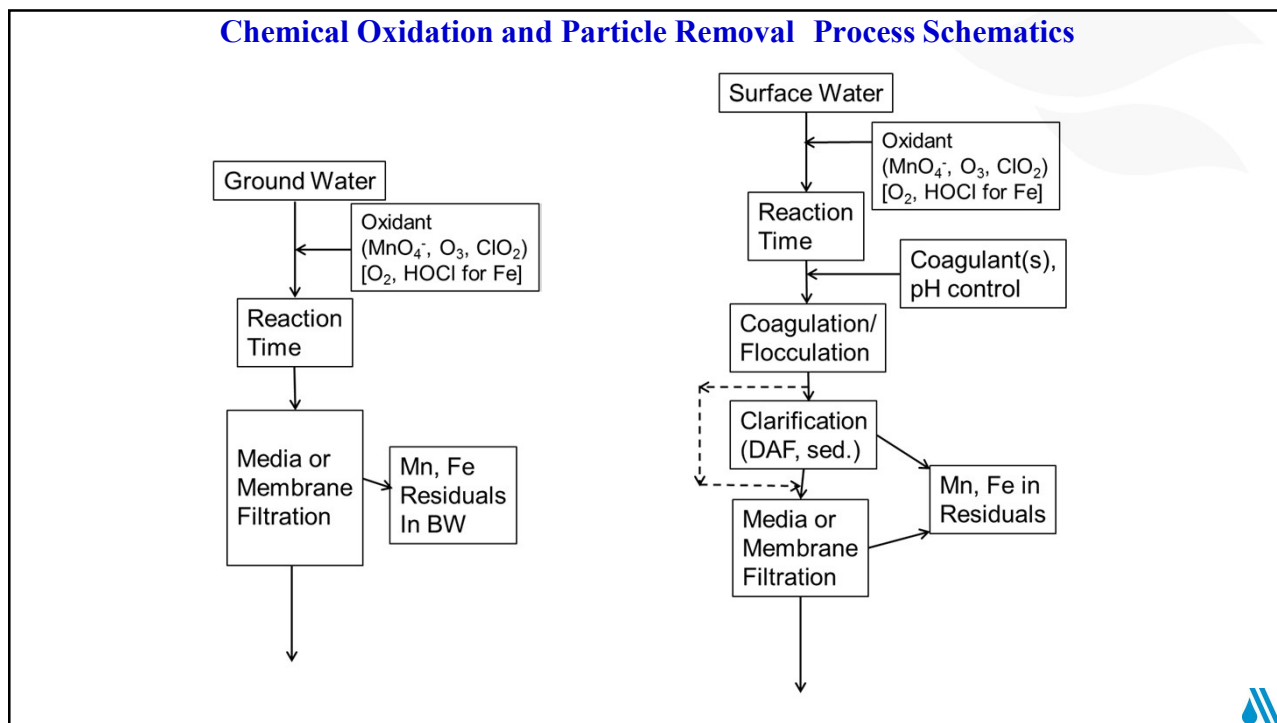 Chemical Oxidation and Particle Removal Process Schematics
Ground Water
Oxidant
(MnO₄⁻, O₃, ClO₂)
[O₂, HOCl for Fe]
Reaction
Time
Media or
Membrane
Filtration
Mn, Fe
Residuals
In BW
Surface Water
Oxidant
(MnO₄⁻, O₃, ClO₂)
[O₂, HOCl for Fe]
Reaction
Time
Coagulant(s),
pH control
Coagulation/
Flocculation
Clarification
(DAF, sed.)
Mn, Fe in
Residuals
Media or
Membrane
Filtration